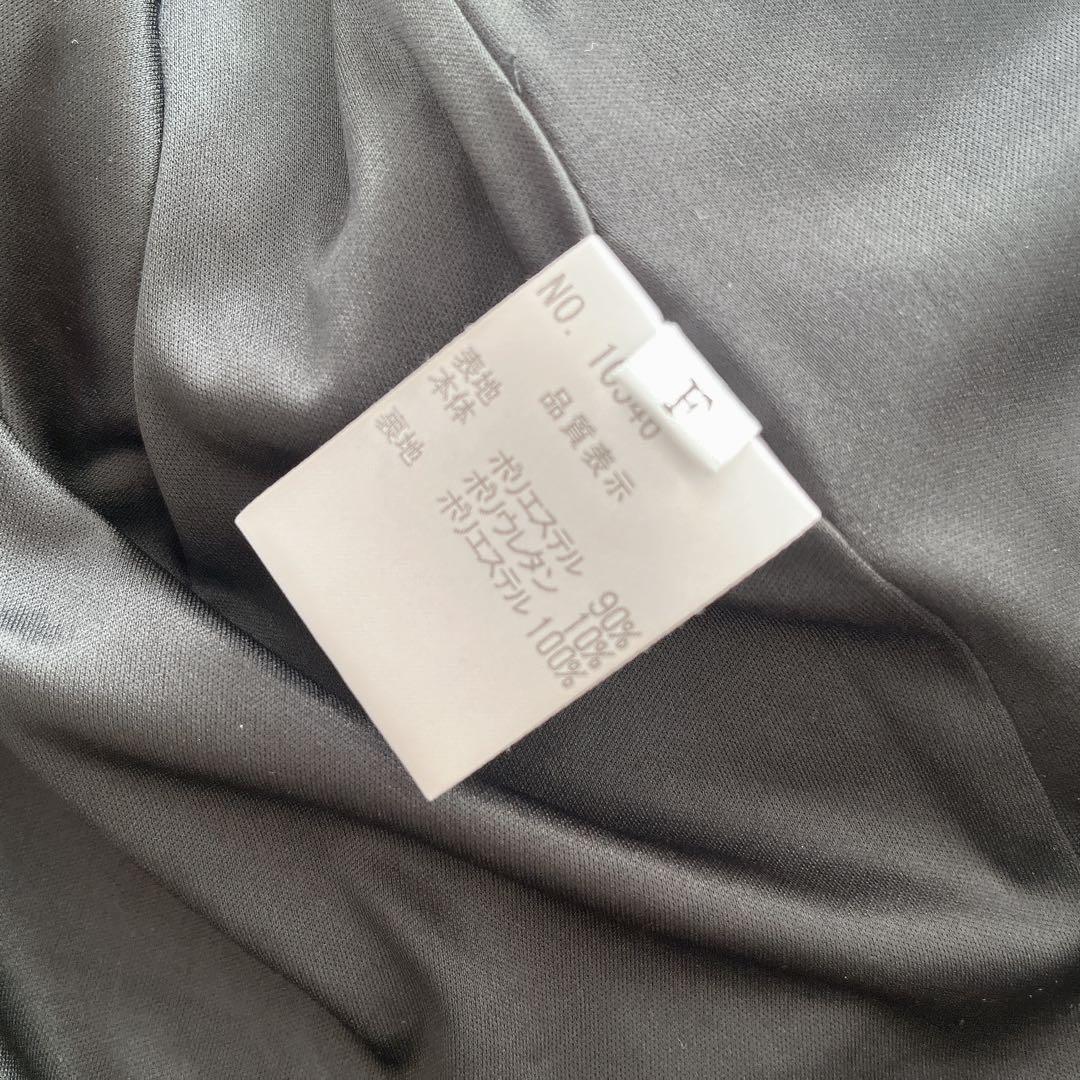 NO.
F
品質表示
表地 ポリエステル 90%
本体 ポリウレタン 10%
裏地 ポリエステル 100%